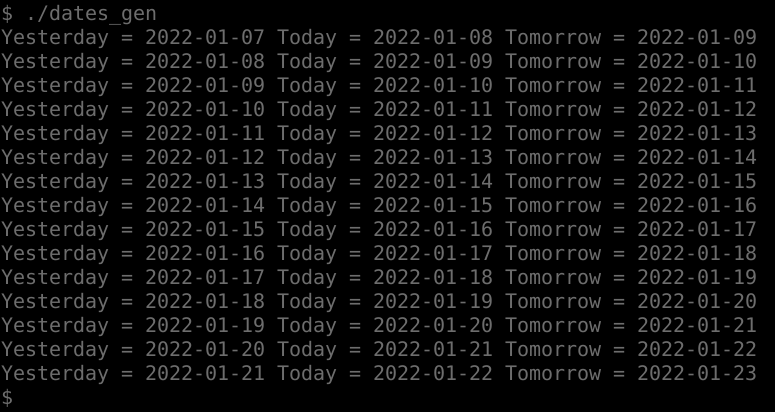 $ ./dates_gen
Yesterday = 2022-01-07 Today = 2022-01-08 Tomorrow = 2022-01-09
Yesterday = 2022-01-08 Today = 2022-01-09 Tomorrow = 2022-01-10
Yesterday = 2022-01-09 Today = 2022-01-10 Tomorrow = 2022-01-11
Yesterday = 2022-01-10 Today = 2022-01-11 Tomorrow = 2022-01-12
Yesterday = 2022-01-11 Today = 2022-01-12 Tomorrow = 2022-01-13
Yesterday = 2022-01-12 Today = 2022-01-13 Tomorrow = 2022-01-14
Yesterday = 2022-01-13 Today = 2022-01-14 Tomorrow = 2022-01-15
Yesterday = 2022-01-14 Today = 2022-01-15 Tomorrow = 2022-01-16
Yesterday = 2022-01-15 Today = 2022-01-16 Tomorrow = 2022-01-17
Yesterday = 2022-01-16 Today = 2022-01-17 Tomorrow = 2022-01-18
Yesterday = 2022-01-17 Today = 2022-01-18 Tomorrow = 2022-01-19
Yesterday = 2022-01-18 Today = 2022-01-19 Tomorrow = 2022-01-20
Yesterday = 2022-01-19 Today = 2022-01-20 Tomorrow = 2022-01-21
Yesterday = 2022-01-20 Today = 2022-01-21 Tomorrow = 2022-01-22
Yesterday = 2022-01-21 Today = 2022-01-22 Tomorrow = 2022-01-23
$